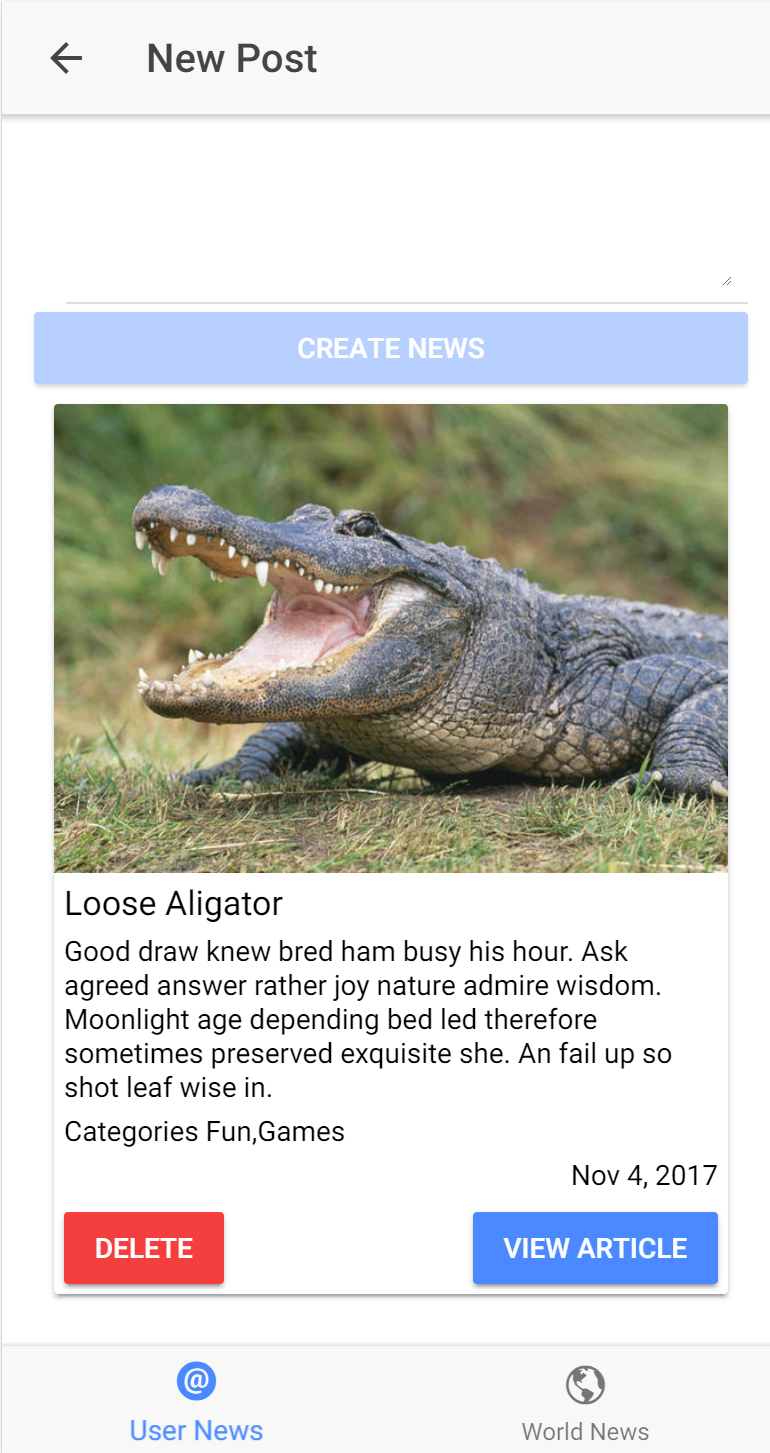 New Post
CREATE NEWS
Loose Aligator
Good draw knew bred ham busy his hour. Ask
agreed answer rather joy nature admire wisdom.
Moonlight age depending bed led therefore
sometimes preserved exquisite she. An fail up so
shot leaf wise in.
Categories Fun,Games
Nov 4, 2017
DELETE
VIEW ARTICLE
@
User News
World News